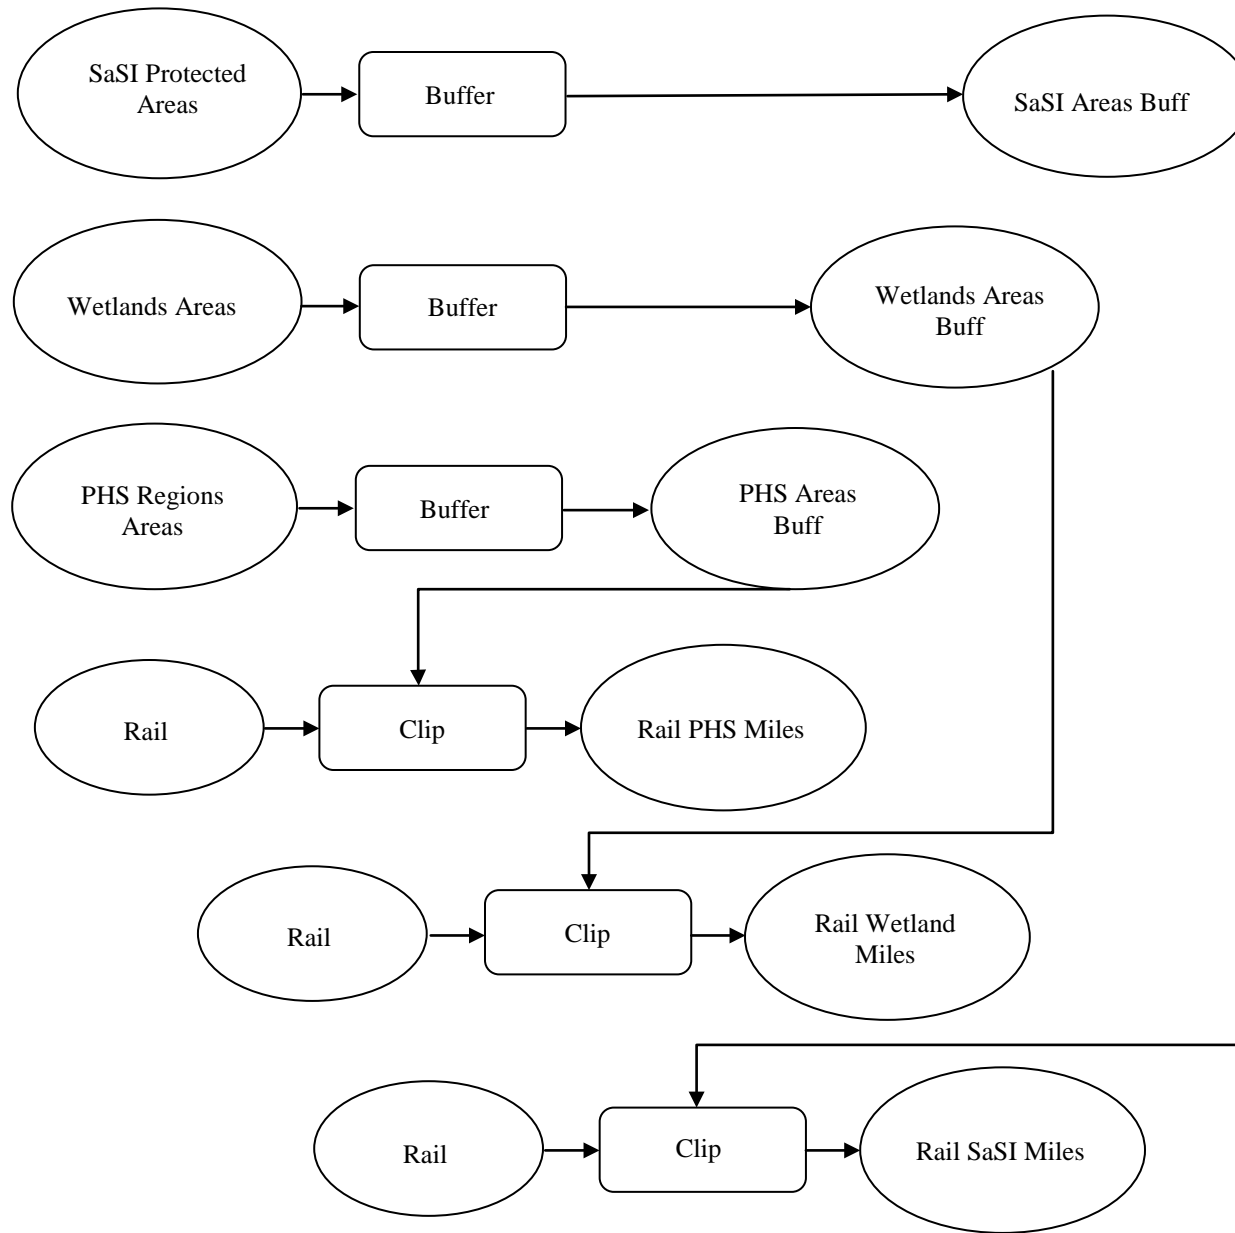 SaSI Protected
Areas
Buffer
SaSI Areas Buff
Wetlands Areas
Buffer
Wetlands Areas
Buff
PHS Regions
Areas
Buffer
PHS Areas
Buff
Rail
Clip
Rail PHS Miles
Rail
Clip
Rail Wetland
Miles
Rail
Clip
Rail SaSI Miles